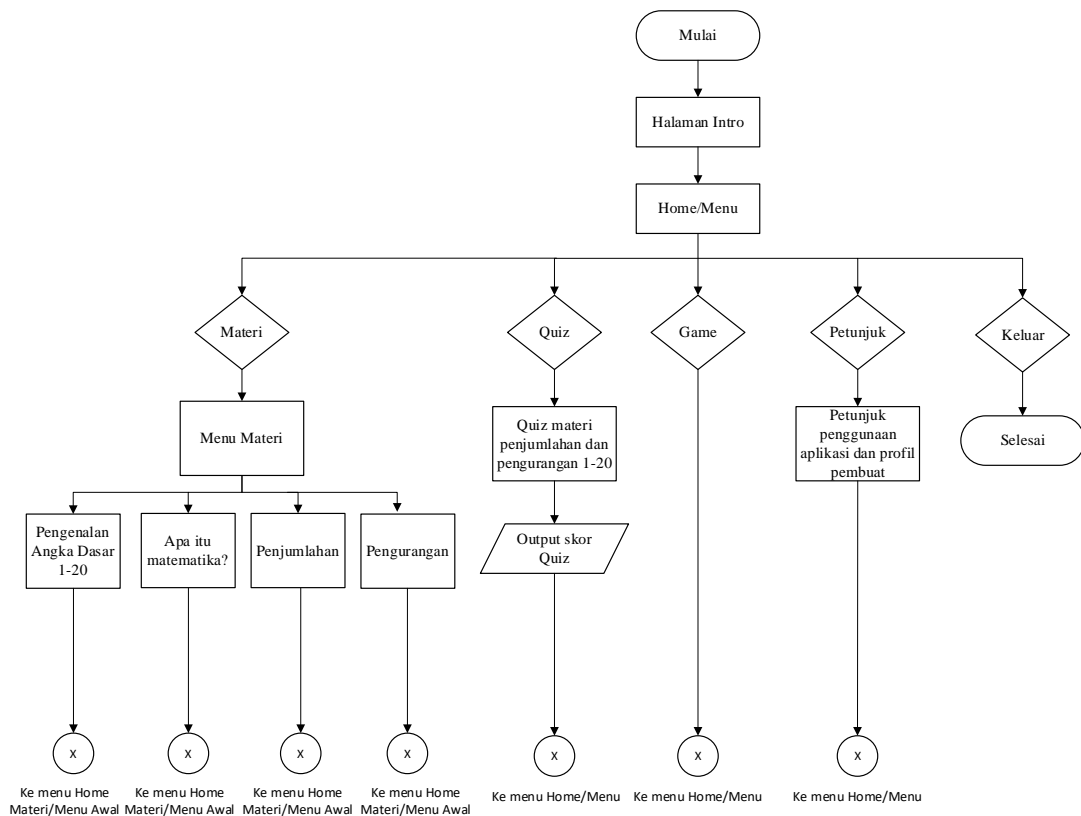 Mulai
Halaman Intro
Home/Menu
Materi
Quiz
Game
Petunjuk
Keluar
Menu Materi
Quiz materi
penjumlahan dan
pengurangan 1-20
Petunjuk
penggunaan
aplikasi dan profil
pembuat
Selesai
Pengenalan
Angka Dasar
1-20
Apa itu
matematika?
Penjumlahan
Pengurangan
Output skor
Quiz
X
X
X
X
X
X
X
Ke menu Home
Materi/Menu Awal
Ke menu Home
Materi/Menu Awal
Ke menu Home
Materi/Menu Awal
Ke menu Home
Materi/Menu Awal
Ke menu Home/Menu
Ke menu Home/Menu
Ke menu Home/Menu